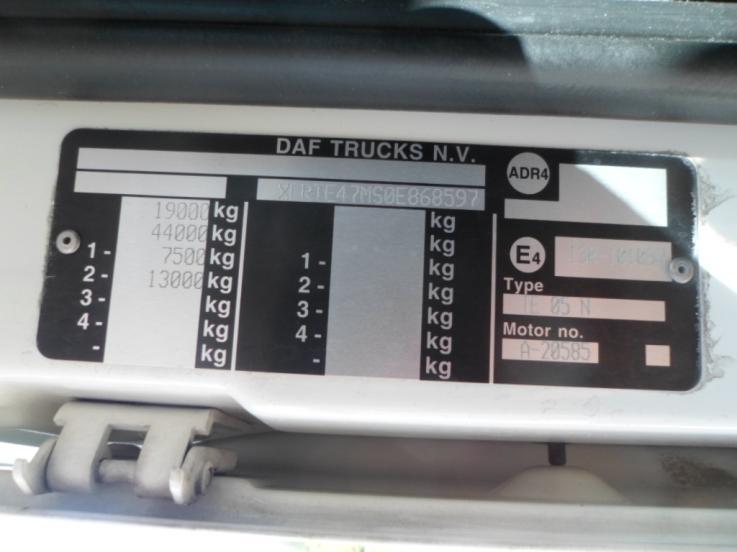 DAF TRUCKS N.V.
ADR4
XLRTE47MS0E868597
19000 kg
44000 kg
1- 7500 kg
2- 13000 kg
3- kg
4- kg
- kg
kg
kg
1- kg
2- kg
3- kg
4- kg
- kg
E4
Type
TE 05 N
Motor no.
A-20585